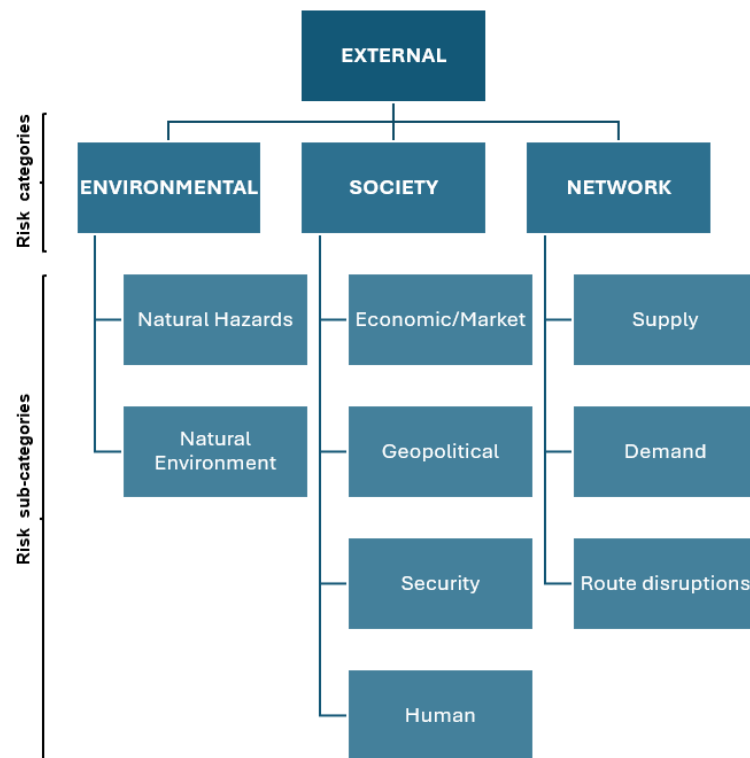 EXTERNAL
Risk categories
ENVIRONMENTAL
SOCIETY
NETWORK
Risk sub-categories
Natural Hazards
Natural
Environment
Economic/Market
Geopolitical
Security
Human
Supply
Demand
Route disruptions